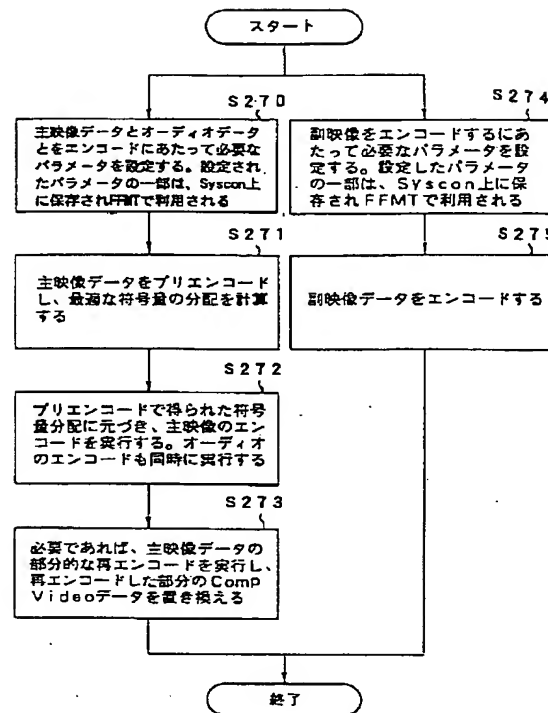 スタート
S270
主映像データとオーディオデータ
とをエンコードにあたって必要な
パラメータを設定する。設定され
たパラメータの一部は、Syscon上
に保存されFFMTで利用される
S271
主映像データをプリエンコード
し、最適な符号量の分配を計算
する
S272
プリエンコードで得られた符号
量分配に元づき、主映像のエン
コードを実行する。オーディオ
のエンコードも同時に実行する
S273
必要であれば、主映像データの
部分的な再エンコードを実行し、
再エンコードした部分のComp
Videoデータを置き換える
S274
副映像をエンコードするにあ
たって必要なパラメータを設
定する。設定したパラメータ
の一部は、Syscon上に保
存されFFMTで利用される
S275
副映像データをエンコードする
終了